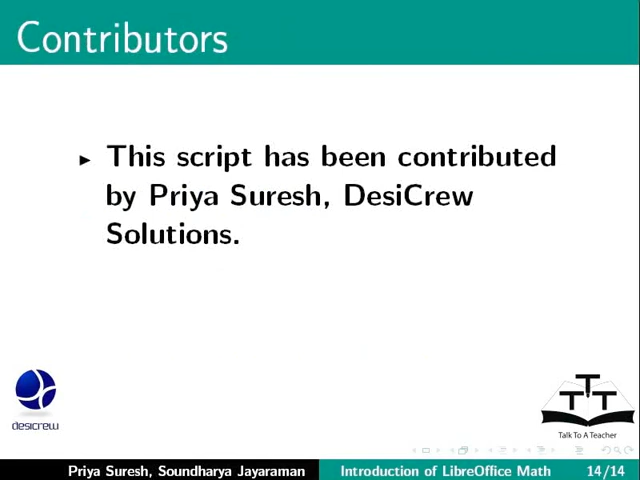 Contributors
This script has been contributed
by Priya Suresh, DesiCrew
Solutions.
desicrew
TTT
Talk To A Teacher
Priya Suresh, Soundharya Jayaraman
Introduction of LibreOffice Math
14/14